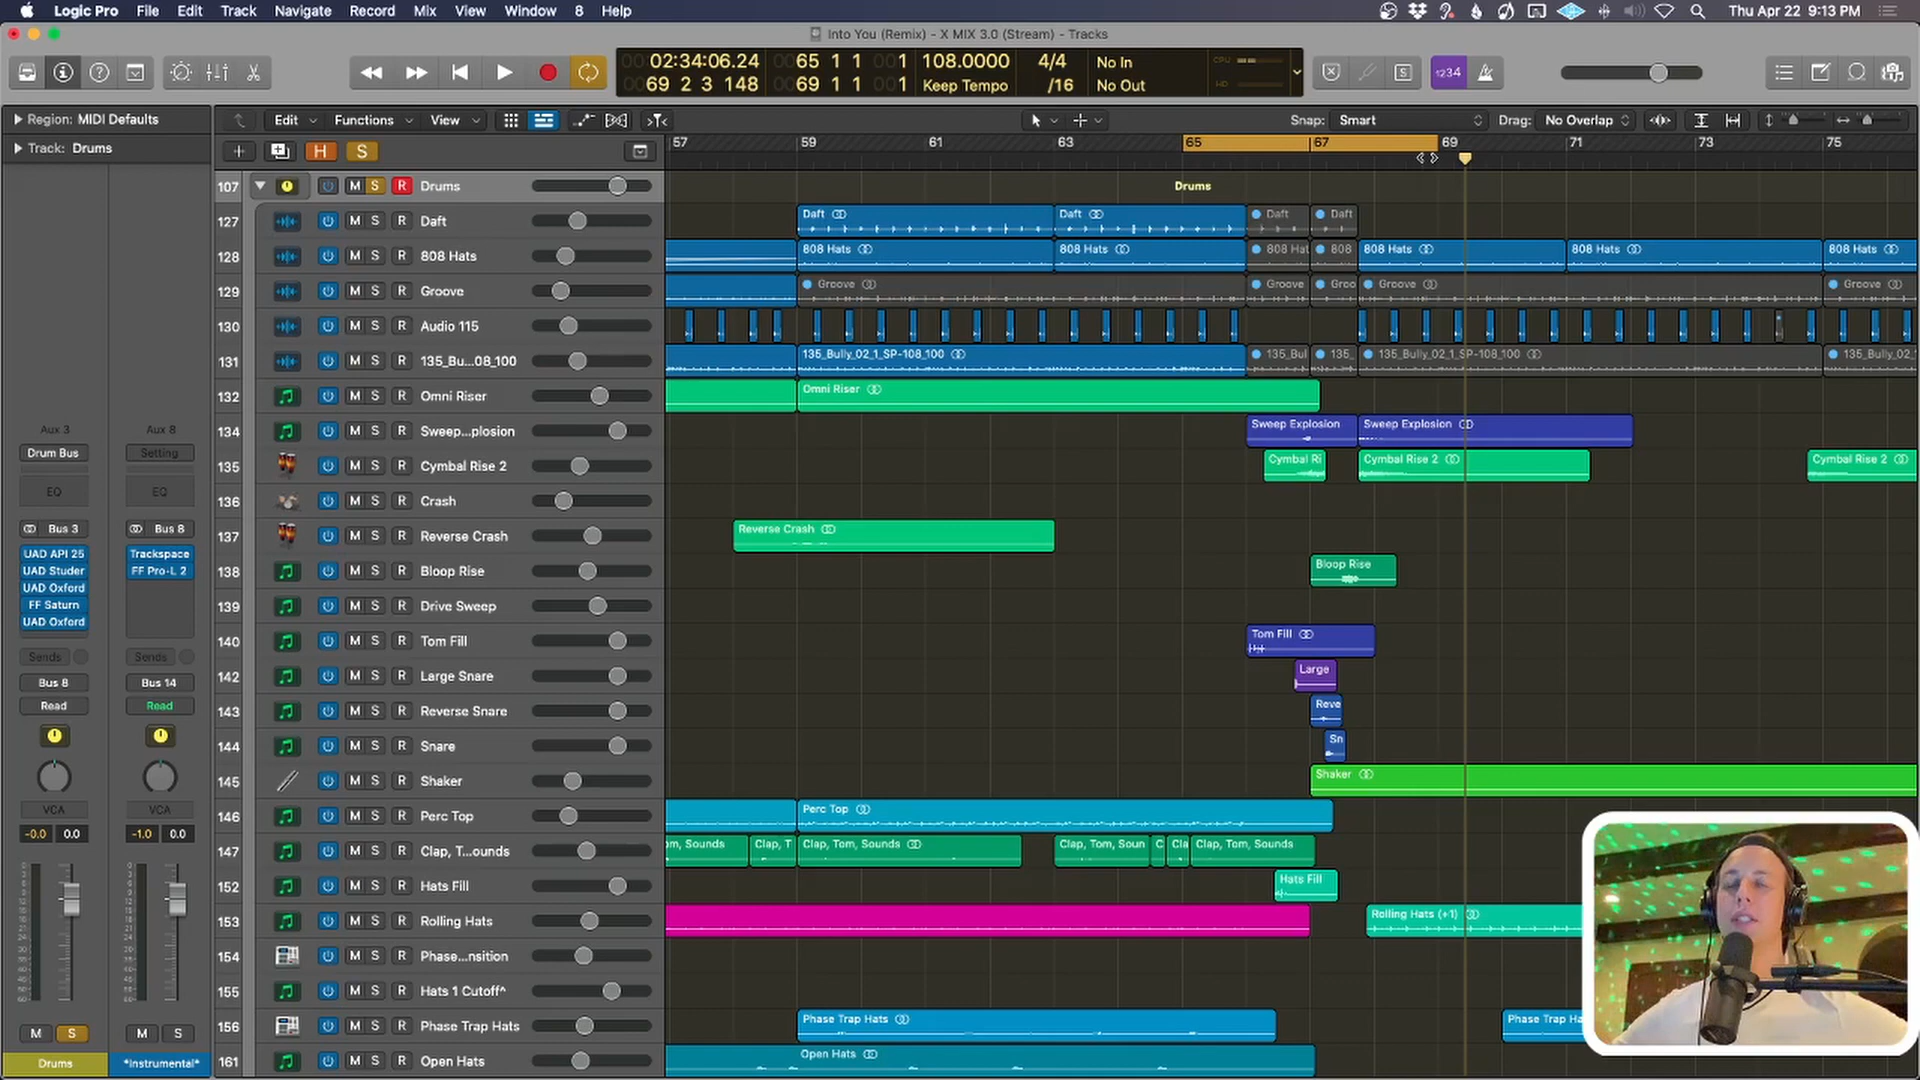 Logic Pro File Edit Track Navigate Record Mix View Window 8 Help Thu Apr 22 9:13 PM
Into You (Remix) - X MIX 3.0 (Stream) - Tracks
02:34:06.24 65 1 1 1 108.0000 4/4 No In CPU
69 2 3 148 69 1 1 1 Keep Tempo /16 No Out HD
1234
Region: MIDI Defaults
Edit Functions View Snap: Smart Drag: No Overlap
Track: Drums
57 59 61 63 65 67 69 71 73 75
H S
107 M S R Drums Drums
127 M S R Daft Daft Daft Daft Daft
128 M S R 808 Hats 808 Hats 808 Hats 808 Hat 808 808 Hats 808 Hats 808 Hats
129 M S R Groove Groove Groove Groo Groove Groove
130 M S R Audio 115
131 M S R 135_Bu...08_100 135_Bully_02_1_SP-108_100 135_Bul 135_ 135_Bully_02_1_SP-108_100 135_Bully_02_
132 M S R Omni Riser Omni Riser
134 M S R Sweep...plosion Sweep Explosion Sweep Explosion
135 M S R Cymbal Rise 2 Cymbal Ri Cymbal Rise 2 Cymbal Rise 2
136 M S R Crash
137 M S R Reverse Crash Reverse Crash
138 M S R Bloop Rise Bloop Rise
139 M S R Drive Sweep
140 M S R Tom Fill Tom Fill
142 M S R Large Snare Large
143 M S R Reverse Snare Reve
144 M S R Snare Sn
145 M S R Shaker Shaker
146 M S R Perc Top Perc Top
147 M S R Clap, T...ounds om, Sounds Clap, T Clap, Tom, Sounds Clap, Tom, Soun C Cla Clap, Tom, Sounds
152 M S R Hats Fill Hats Fill
153 M S R Rolling Hats Rolling Hats (+1)
154 M S R Phase...nsition
155 M S R Hats 1 Cutoff^
156 M S R Phase Trap Hats Phase Trap Hats Phase Trap Ha
161 M S R Open Hats Open Hats
Aux 3 Aux 8
Drum Bus Setting
EQ EQ
Bus 3 Bus 8
UAD API 25 Trackspace
UAD Studer FF Pro-L 2
UAD Oxford
FF Saturn
UAD Oxford
Sends Sends
Bus 8 Bus 14
Read Read
VCA VCA
-0.0 0.0 -1.0 0.0
M S M S
Drums *Instrumental*